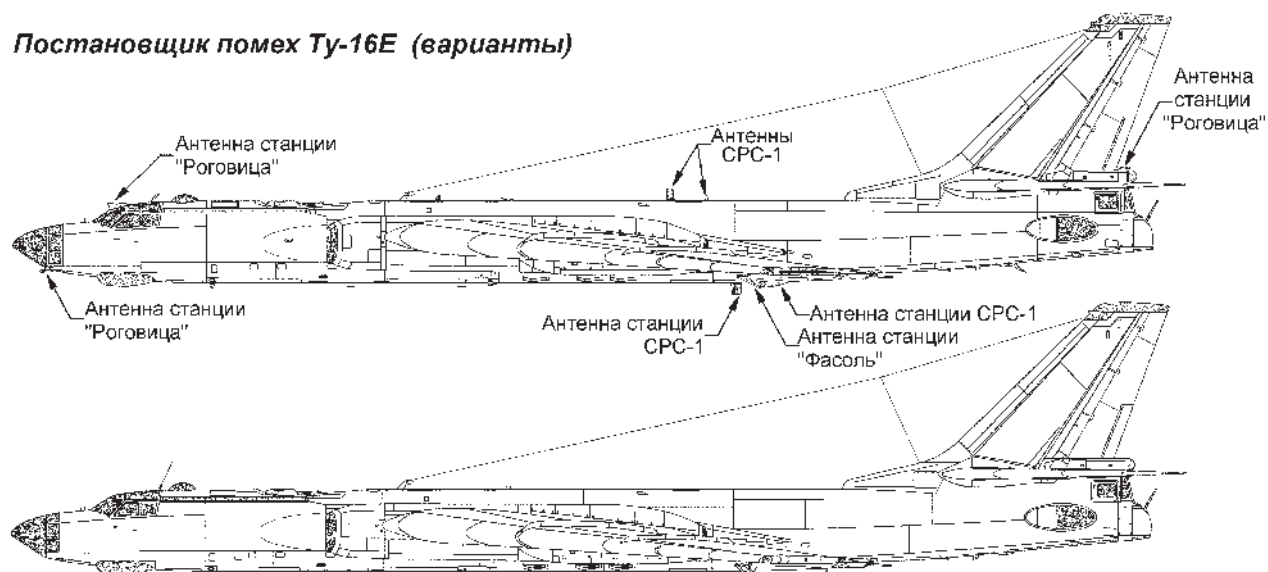 Постановщик помех Ту-16Е (варианты)
Антенна
станции
"Роговица"
Антенна станции
"Роговица"
Антенны
СРС-1
Антенна станции
"Роговица"
Антенна станции
СРС-1
Антенна станции СРС-1
Антенна станции
"Фасоль"